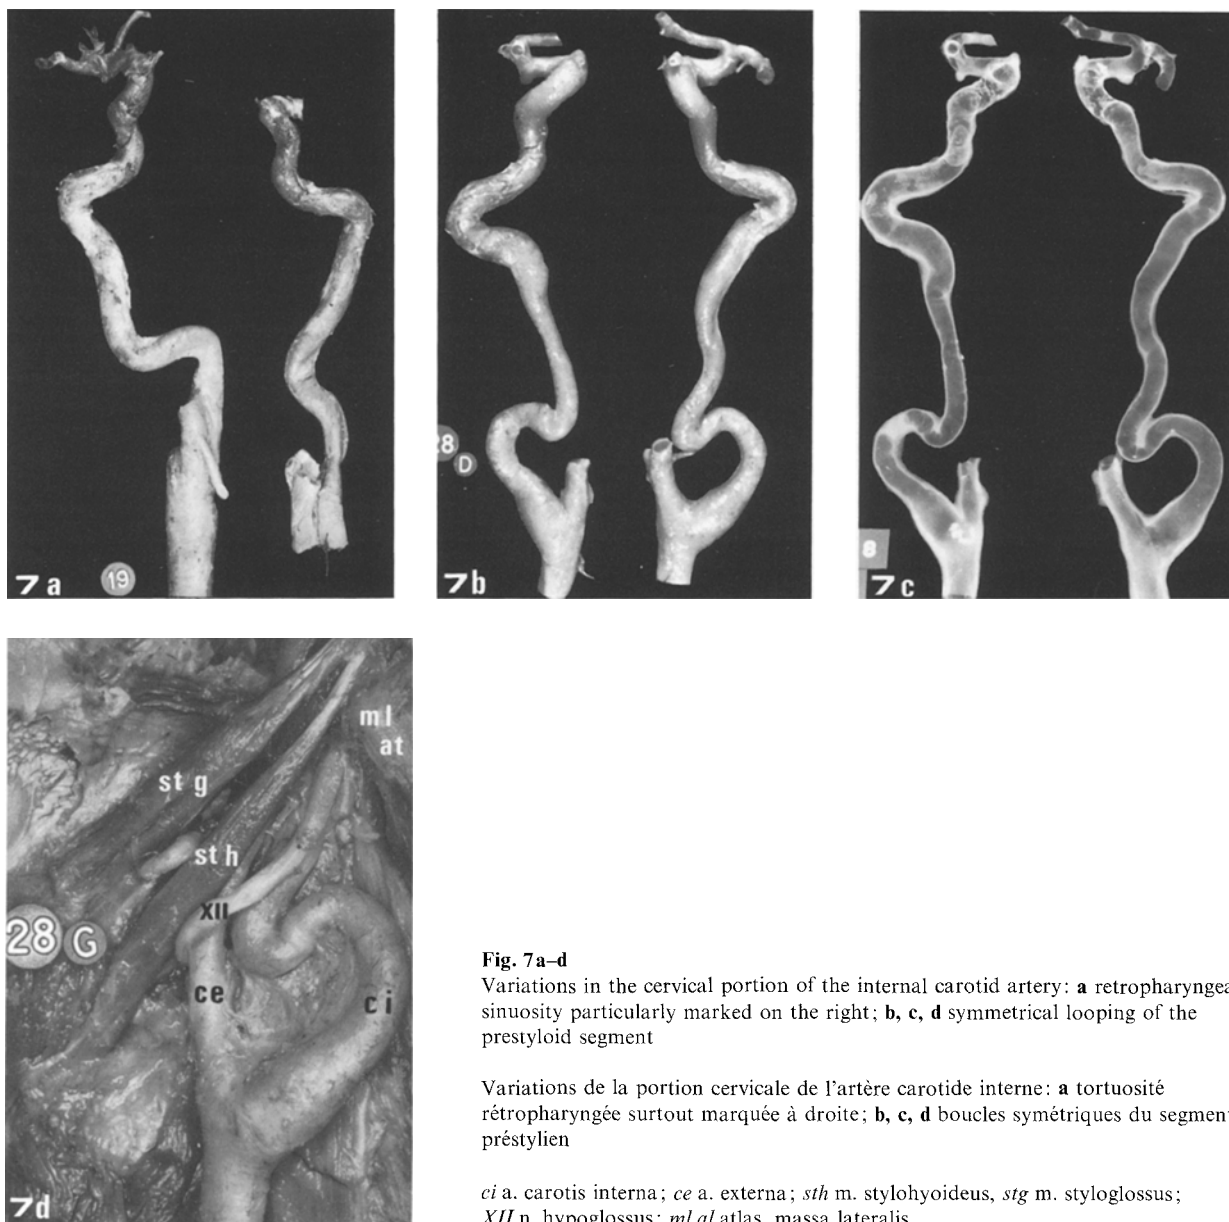 7a
19
7b
28
D
7c
8
7d
ml
at
st g
st h
XII
28 G
ce
ci
Fig. 7a–d
Variations in the cervical portion of the internal carotid artery: a retropharyngea
sinuosity particularly marked on the right; b, c, d symmetrical looping of the
prestyloid segment
Variations de la portion cervicale de l'artère carotide interne: a tortuosité
rétropharyngée surtout marquée à droite; b, c, d boucles symétriques du segmen
préstylien
ci a. carotis interna; ce a. externa; sth m. stylohyoideus, stg m. styloglossus;
XII n. hypoglossus; ml al atlas, massa lateralis